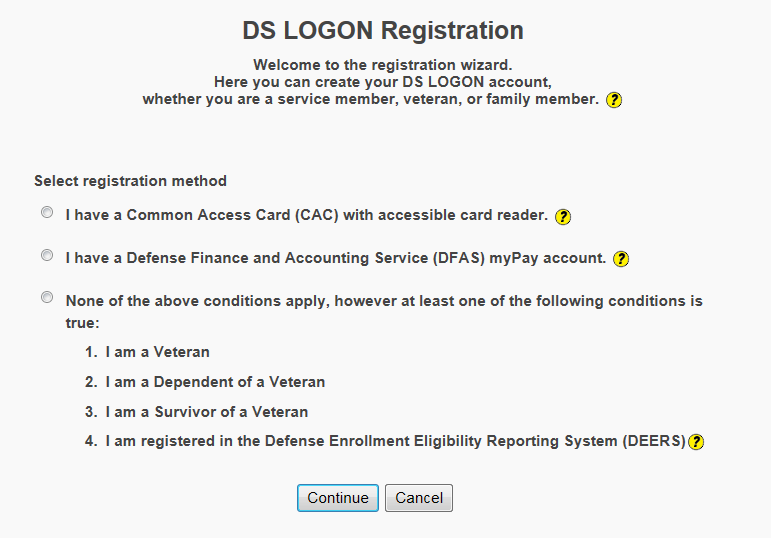 DS LOGON Registration
Welcome to the registration wizard.
Here you can create your DS LOGON account,
whether you are a service member, veteran, or family member. ?
Select registration method
I have a Common Access Card (CAC) with accessible card reader. ?
I have a Defense Finance and Accounting Service (DFAS) myPay account. ?
None of the above conditions apply, however at least one of the following conditions is
true:
1. I am a Veteran
2. I am a Dependent of a Veteran
3. I am a Survivor of a Veteran
4. I am registered in the Defense Enrollment Eligibility Reporting System (DEERS) ?
Continue Cancel